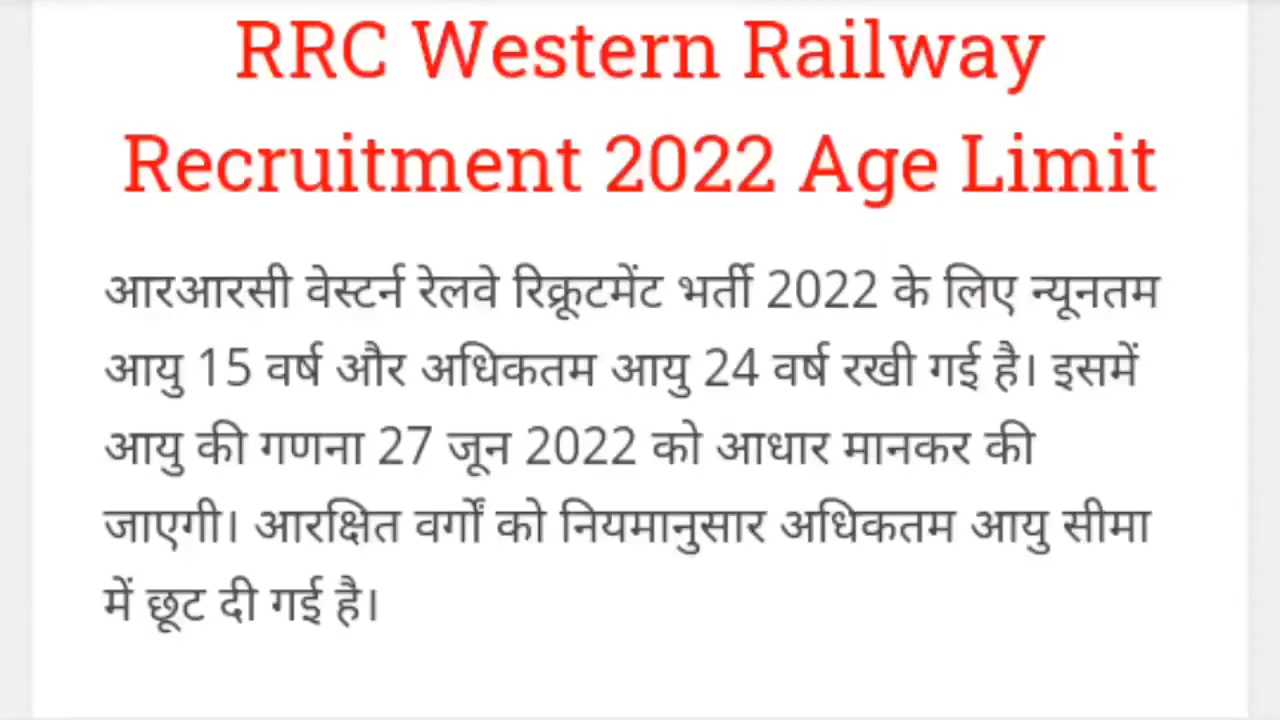 RRC Western Railway
Recruitment 2022 Age Limit
आरआरसी वेस्टर्न रेलवे रिक्रूटमेंट भर्ती 2022 के लिए न्यूनतम
आयु 15 वर्ष और अधिकतम आयु 24 वर्ष रखी गई है। इसमें
आयु की गणना 27 जून 2022 को आधार मानकर की
जाएगी। आरक्षित वर्गों को नियमानुसार अधिकतम आयु सीमा
में छूट दी गई है।